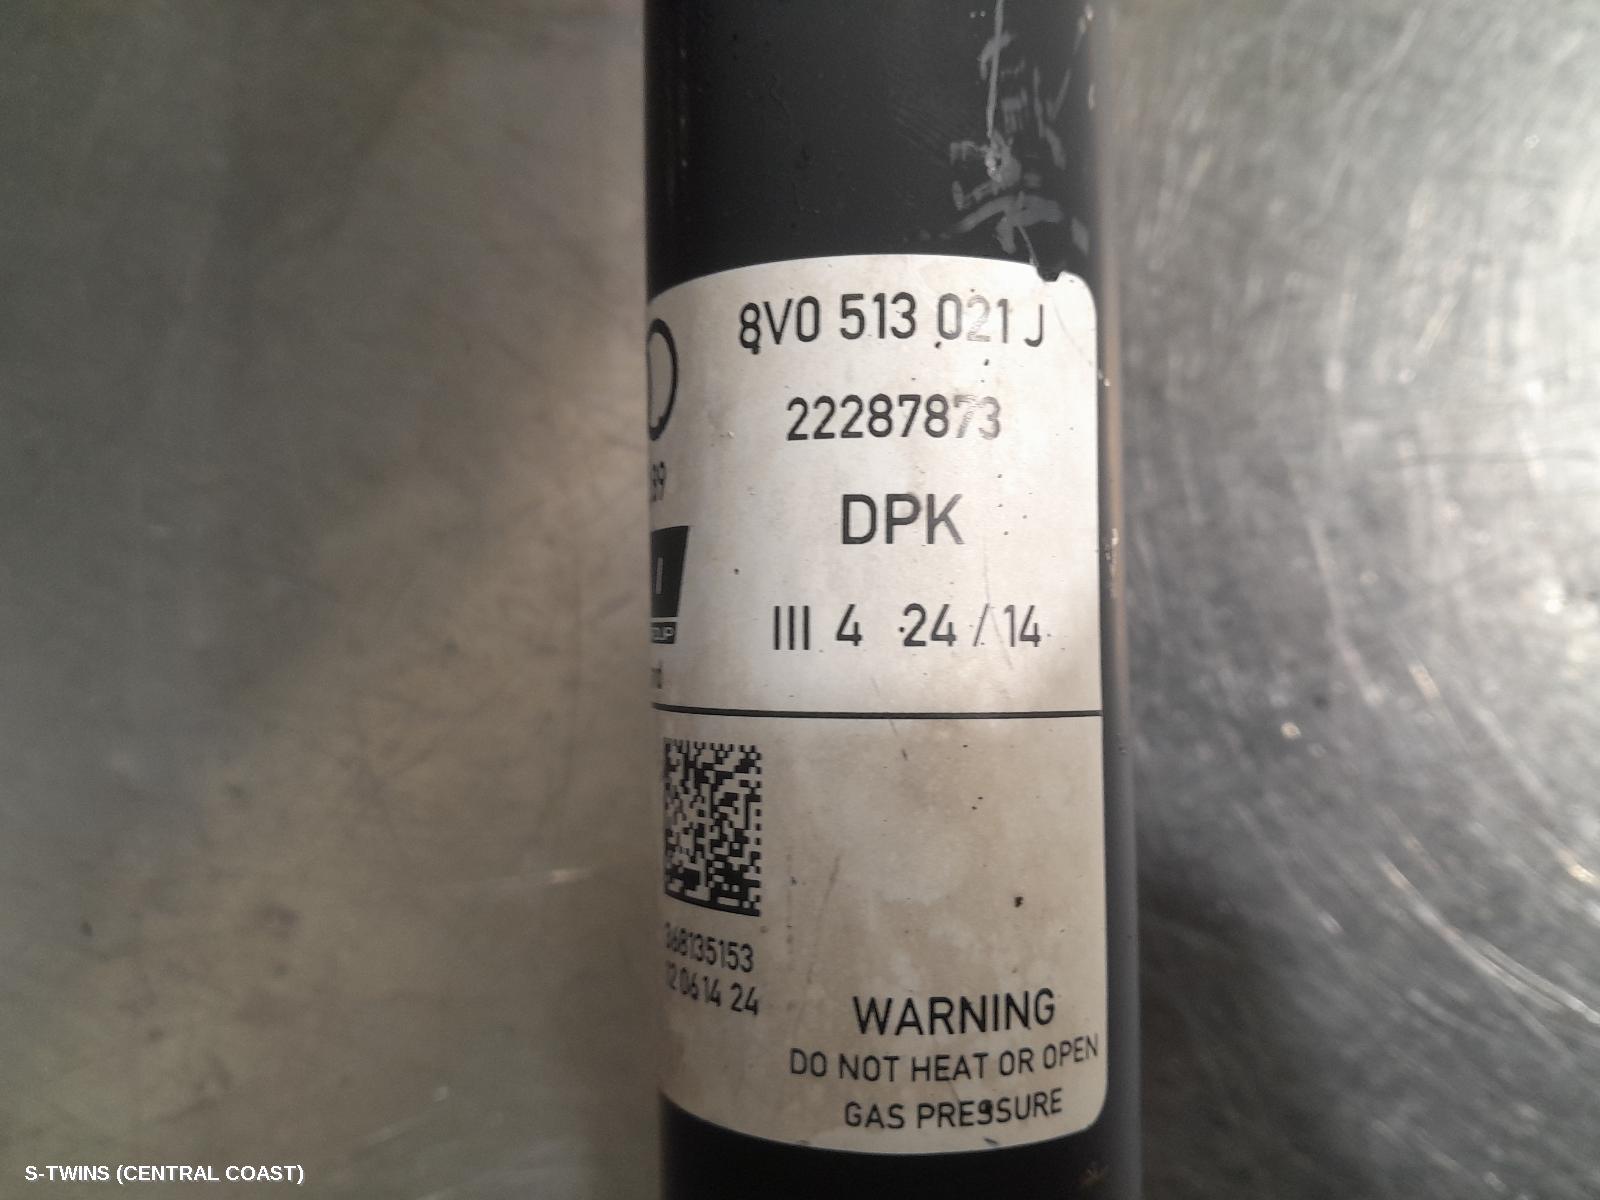 8V0 513 021 J
22287873
DPK
III 4 24 / 14
WARNING
DO NOT HEAT OR OPEN
GAS PRESSURE
S-TWINS (CENTRAL COAST)